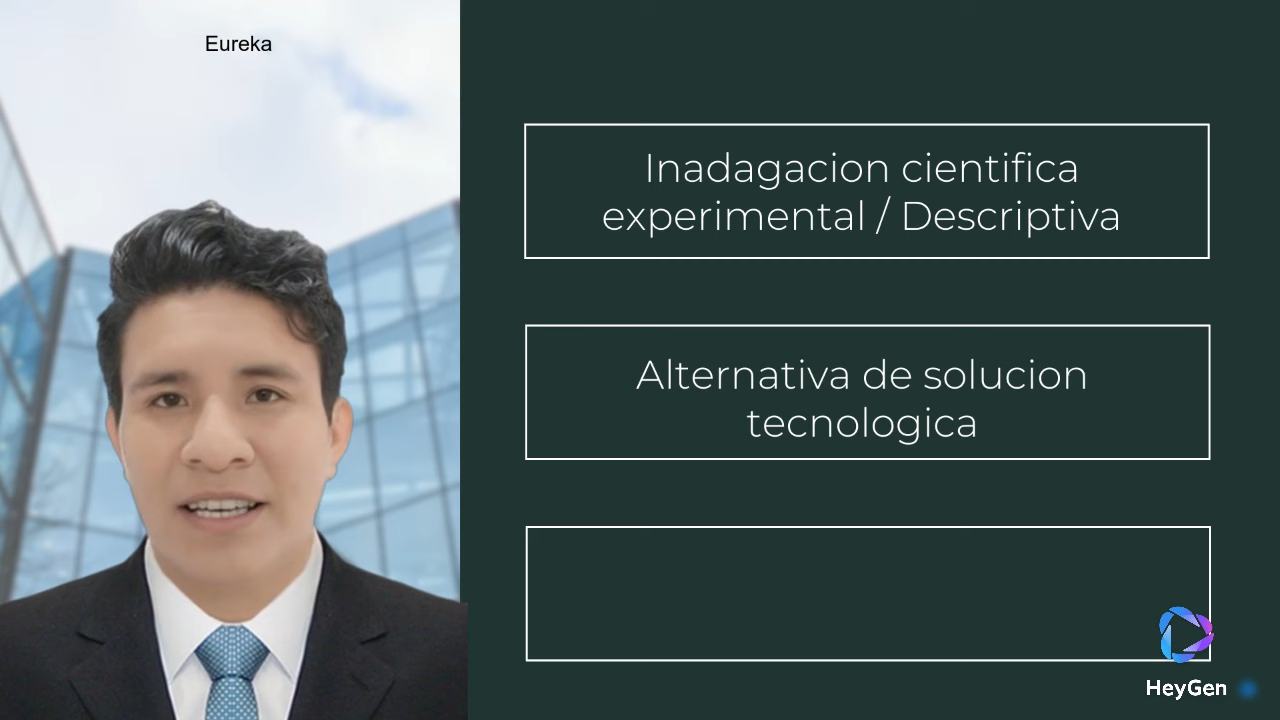 Eureka
Inadagacion cientifica
experimental / Descriptiva
Alternativa de solucion
tecnologica
HeyGen